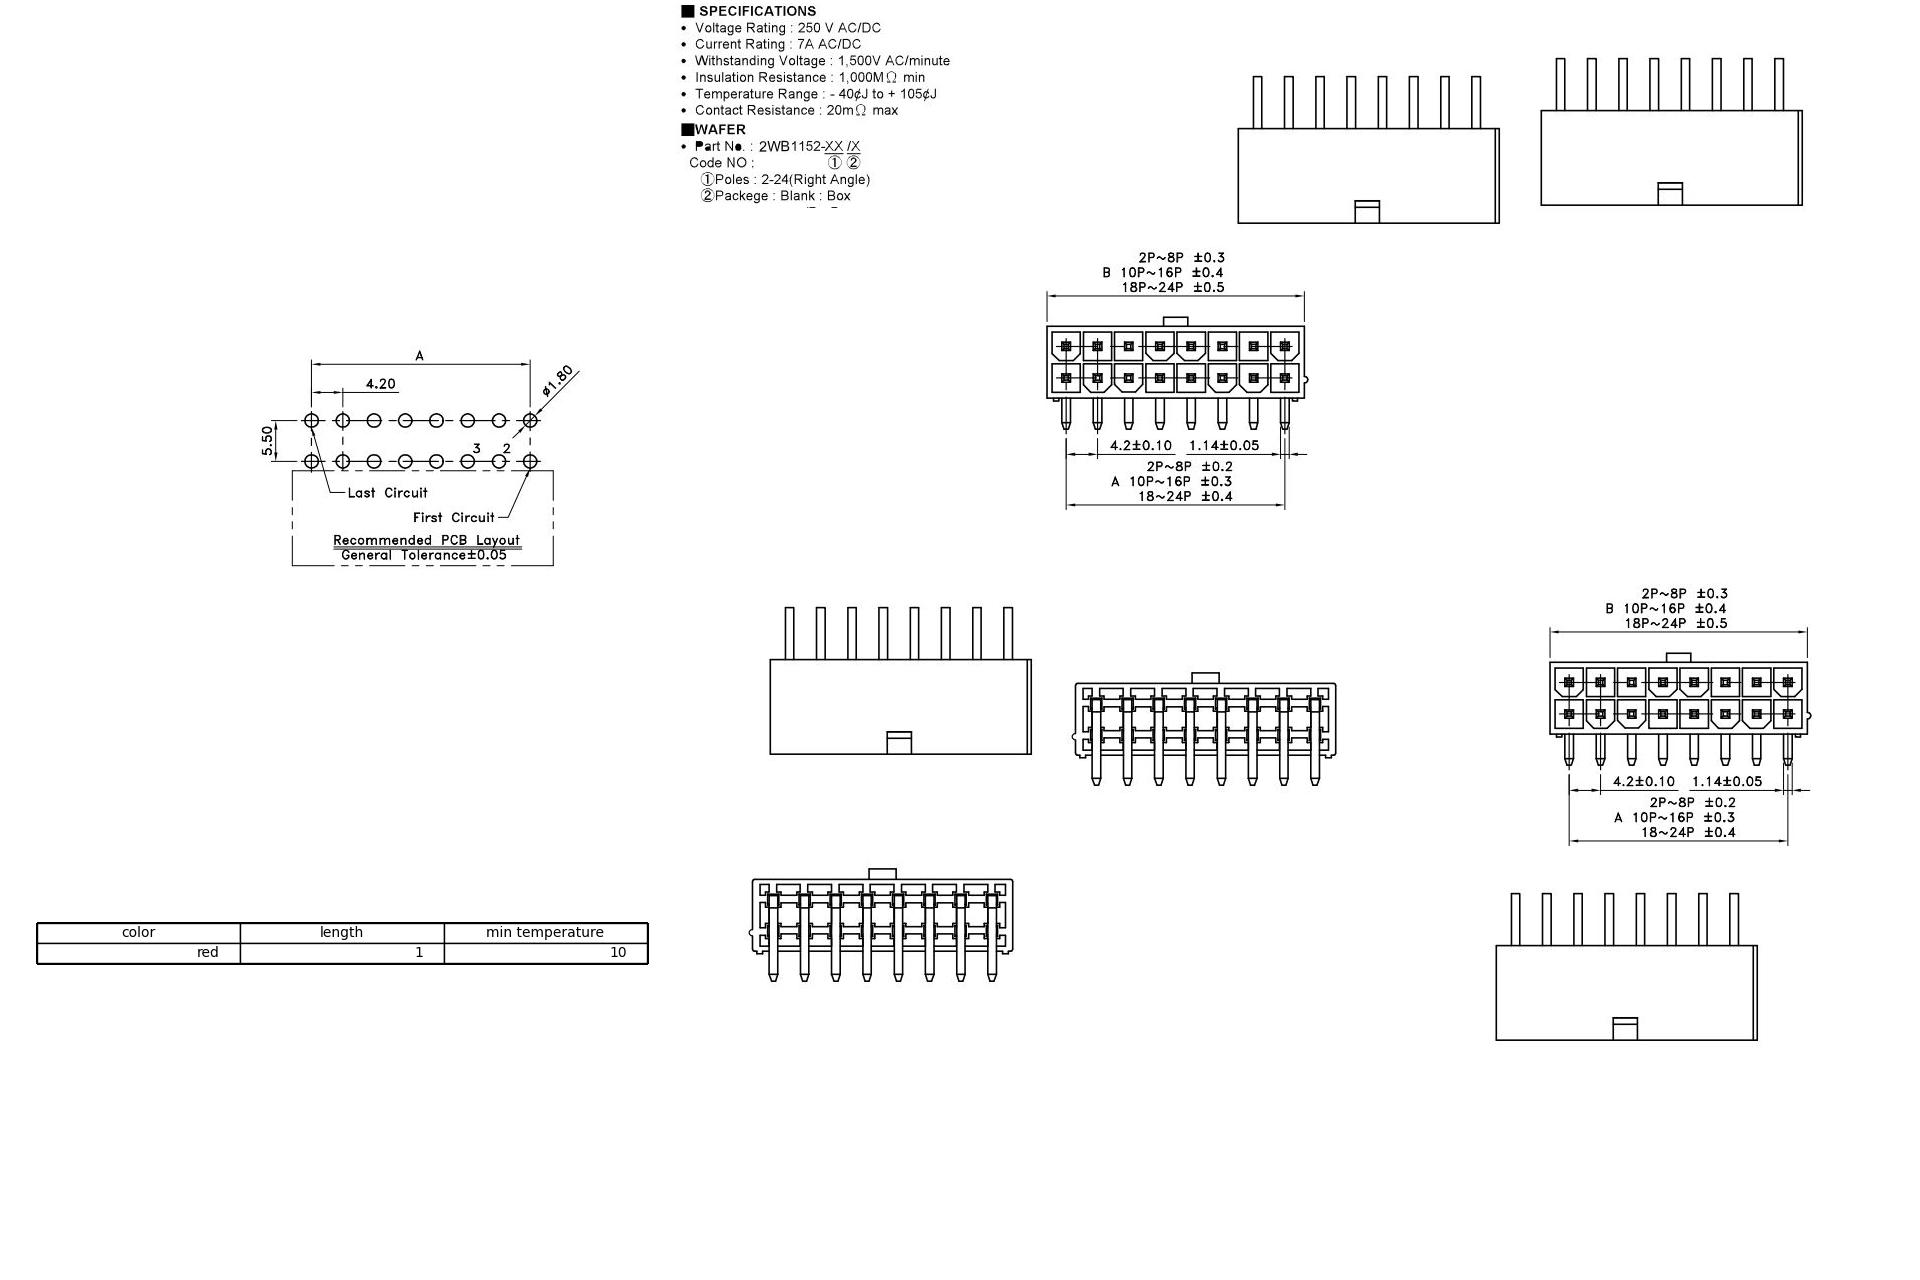 ■ SPECIFICATIONS
• Voltage Rating : 250 V AC/DC
• Current Rating : 7A AC/DC
• Withstanding Voltage : 1,500V AC/minute
• Insulation Resistance : 1,000MΩ min
• Temperature Range : - 40¢J to + 105¢J
• Contact Resistance : 20mΩ max
■WAFER
• Part No. : 2WB1152-XX /X
Code NO : ① ②
①Poles : 2-24(Right Angle)
②Packege : Blank : Box
2P~8P ±0.3
B 10P~16P ±0.4
18P~24P ±0.5
4.2±0.10 1.14±0.05
2P~8P ±0.2
A 10P~16P ±0.3
18~24P ±0.4
A
4.20
ø1.80
5.50
3 2
Last Circuit
First Circuit
Recommended PCB Layout
General Tolerance±0.05
2P~8P ±0.3
B 10P~16P ±0.4
18P~24P ±0.5
4.2±0.10 1.14±0.05
2P~8P ±0.2
A 10P~16P ±0.3
18~24P ±0.4
color length min temperature
red 1 10